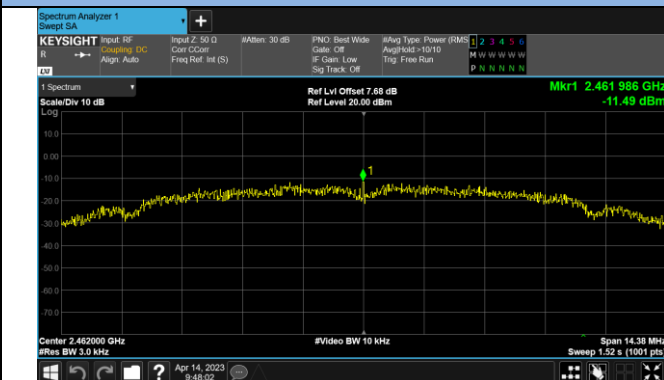 Spectrum Analyzer 1
Swept SA
+
KEYSIGHT Input: RF Input Z: 50 Ω #Atten: 30 dB PNO: Best Wide #Avg Type: Power (RMS 1 2 3 4 5 6
R Coupling: DC Corr CCorr Gate: Off Avg|Hold:>10/10 M W W W W W
Align: Auto Freq Ref: Int (S) IF Gain: Low Trig: Free Run
Sig Track: Off P N N N N N
LXI
1 Spectrum Ref Lvl Offset 7.68 dB Mkr1 2.461 986 GHz
Scale/Div 10 dB Ref Level 20.00 dBm -11.49 dBm
Log
10.0
0.00
1
-10.0
-20.0
-30.0
-40.0
-50.0
-60.0
-70.0
Center 2.462000 GHz #Video BW 10 kHz Span 14.38 MHz
#Res BW 3.0 kHz Sweep 1.52 s (1001 pts)
? Apr 14, 2023
9:48:02